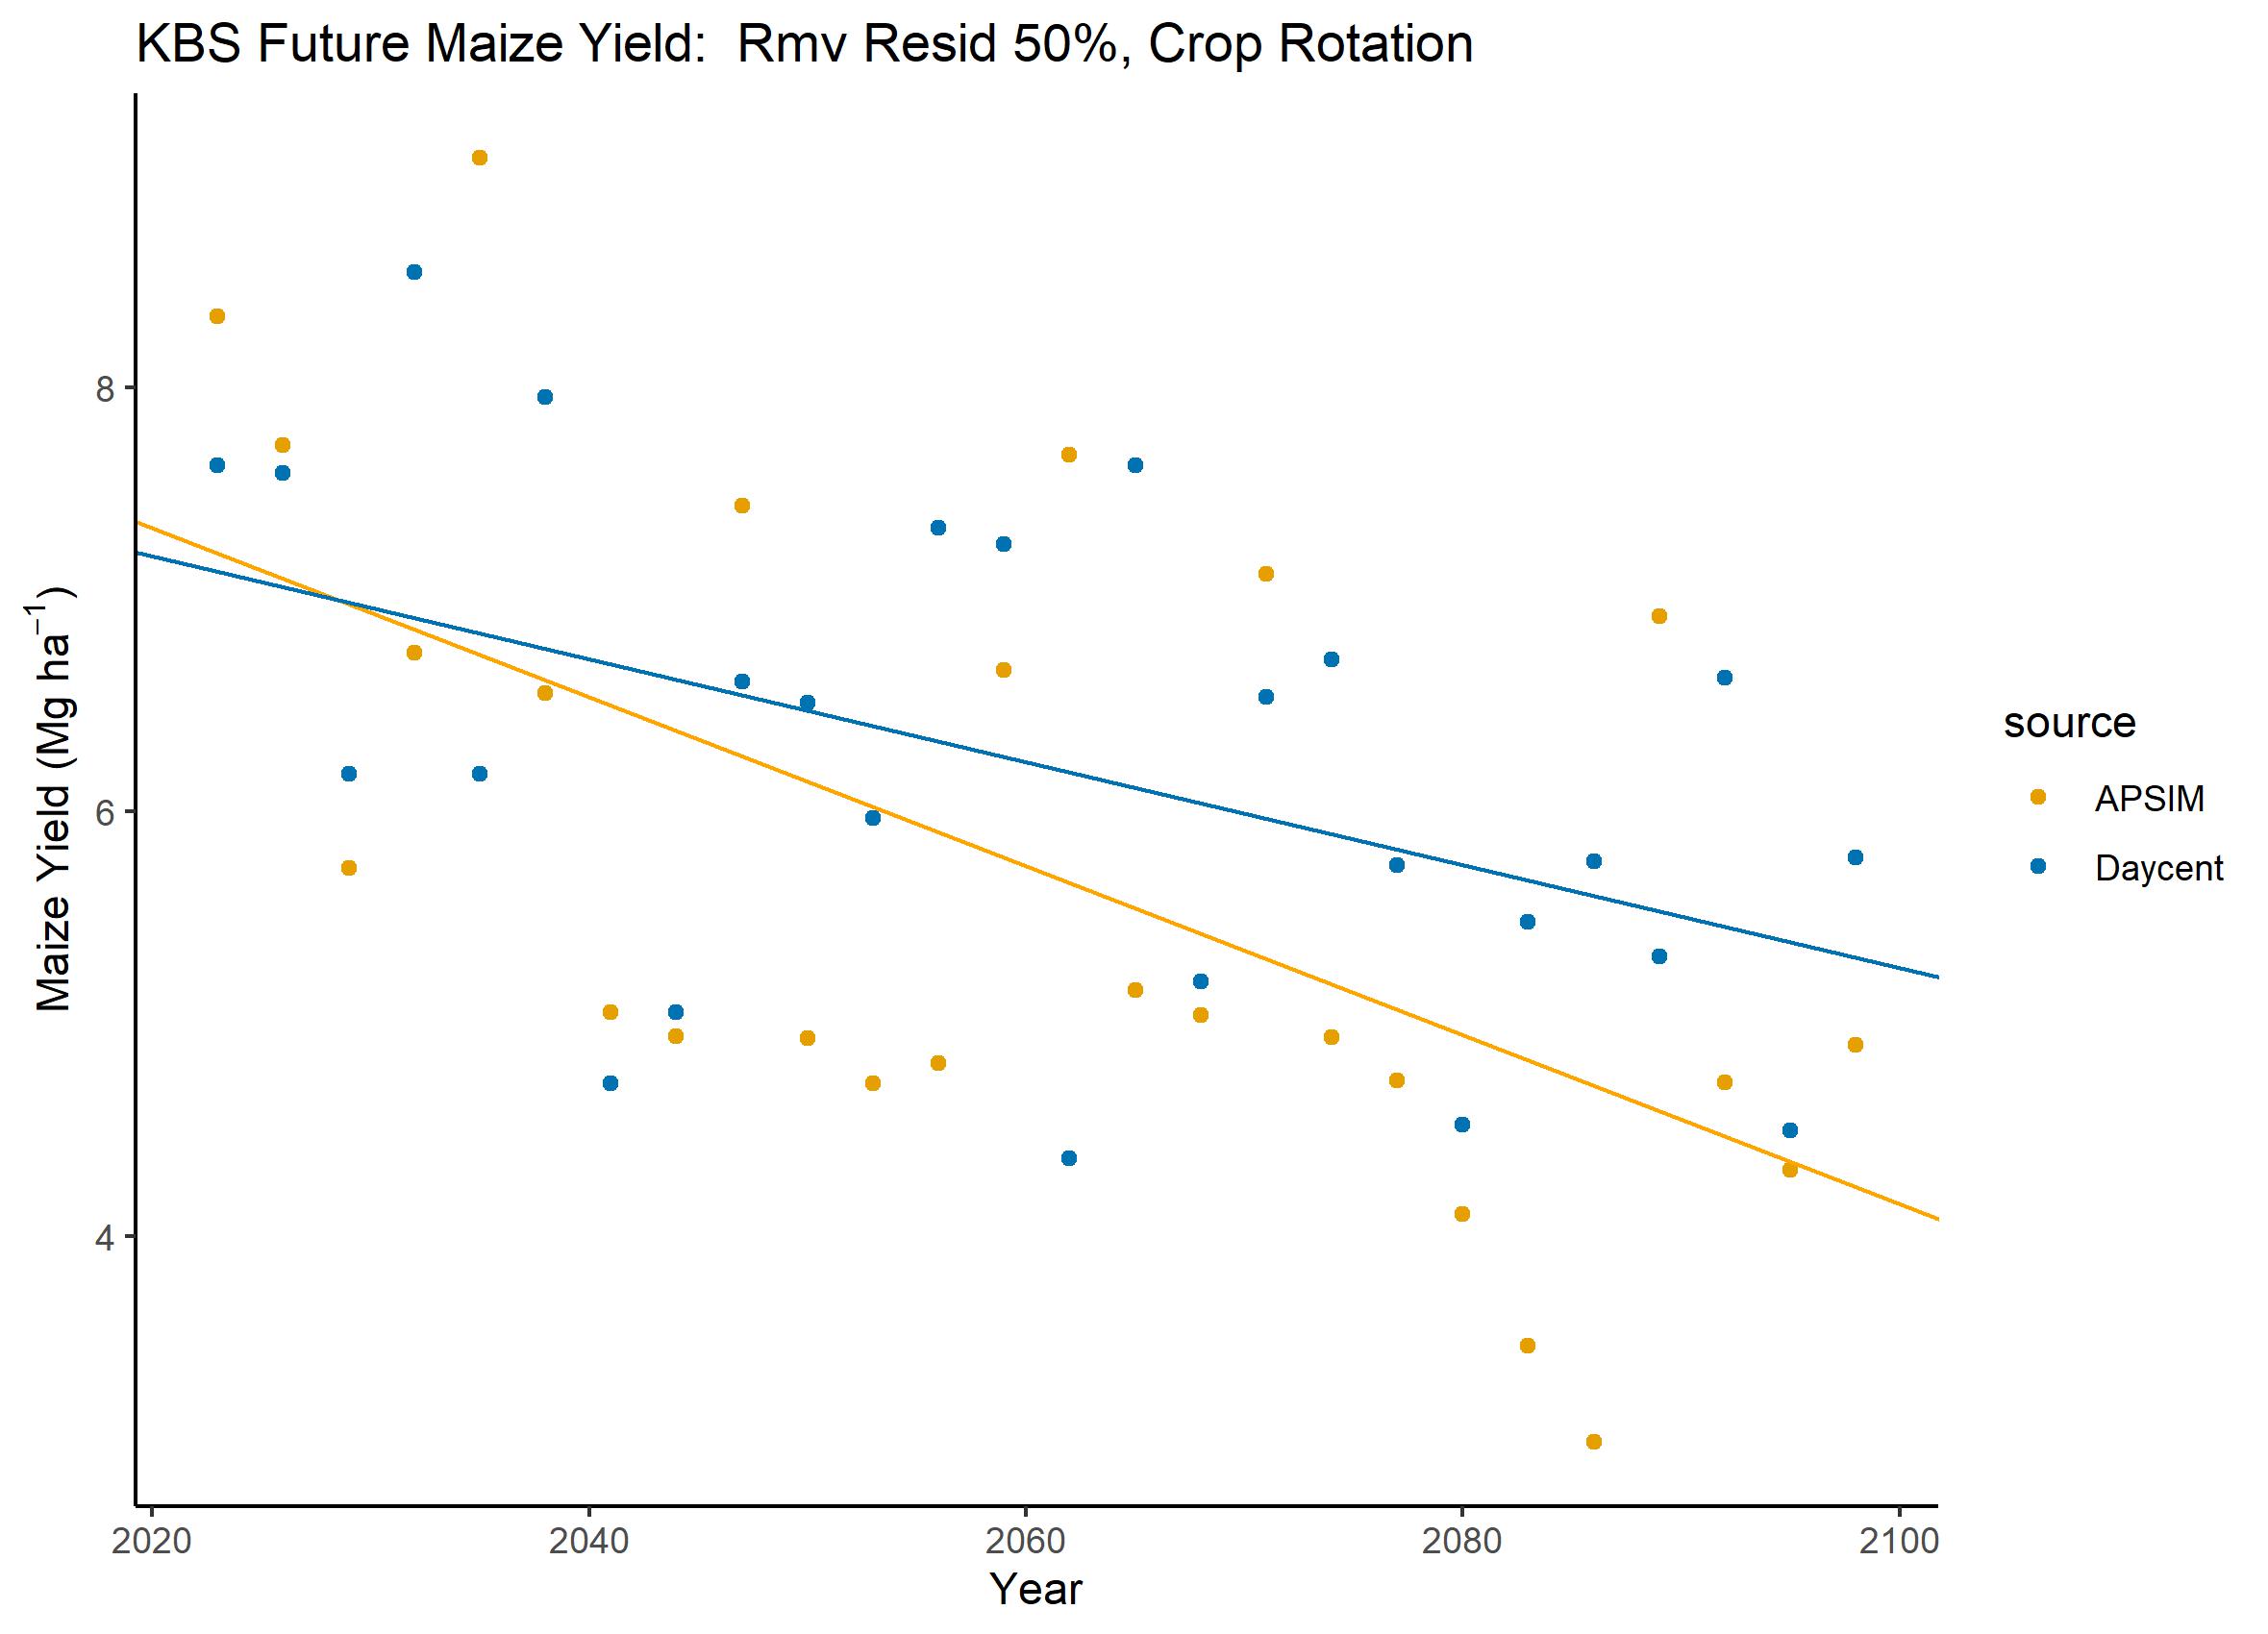 KBS Future Maize Yield:  Rmv Resid 50%, Crop Rotation
Maize Yield (Mg ha⁻¹)
8
6
4
2020 2040 2060 2080 2100
Year
source
APSIM
Daycent